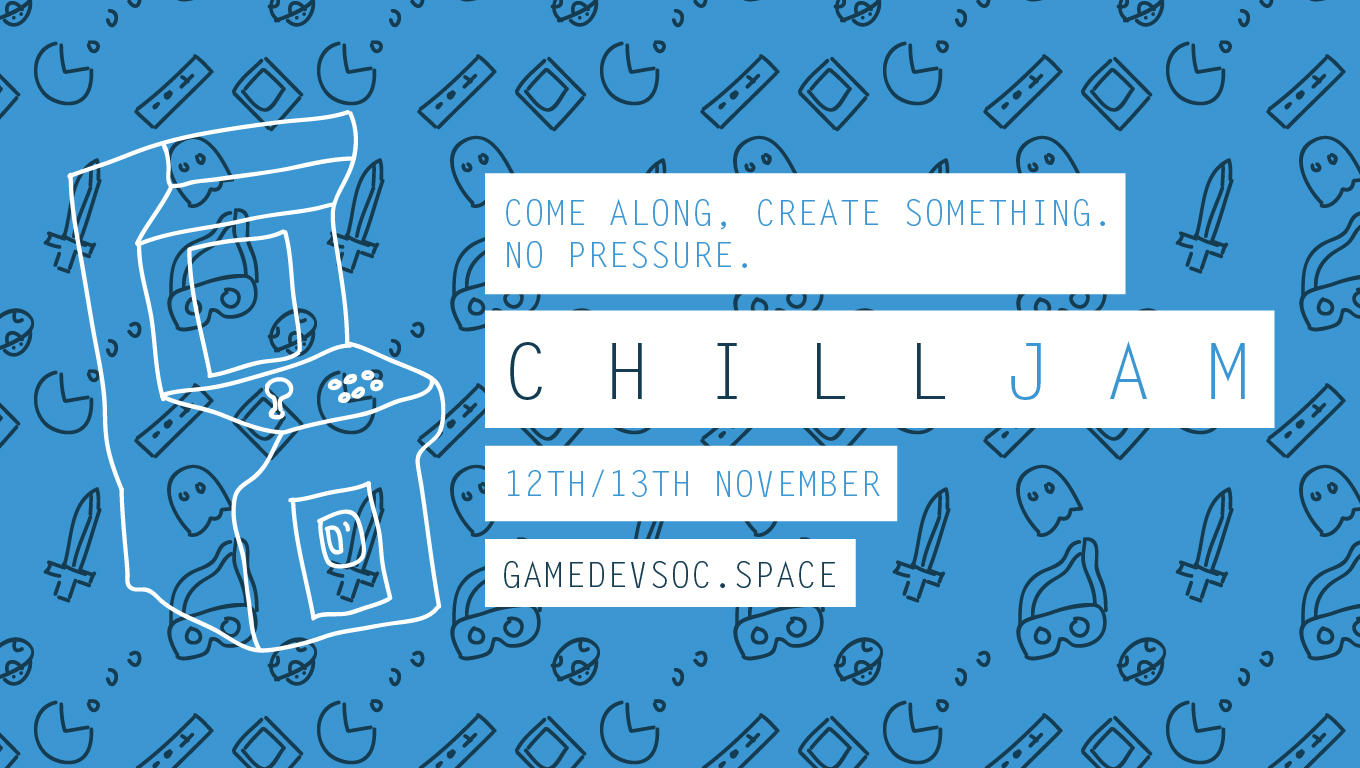 COME ALONG, CREATE SOMETHING.
NO PRESSURE.
CHILLJAM
12TH/13TH NOVEMBER
GAMEDEVSOC.SPACE